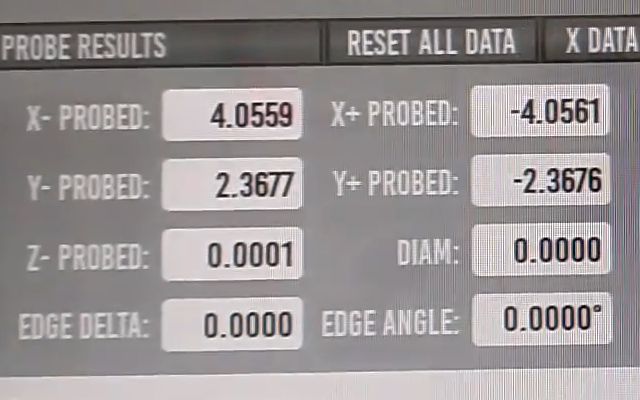 PROBE RESULTS RESET ALL DATA X DATA
X- PROBED: 4.0559 X+ PROBED: -4.0561
Y- PROBED: 2.3677 Y+ PROBED: -2.3676
Z- PROBED: 0.0001 DIAM: 0.0000
EDGE DELTA: 0.0000 EDGE ANGLE: 0.0000°